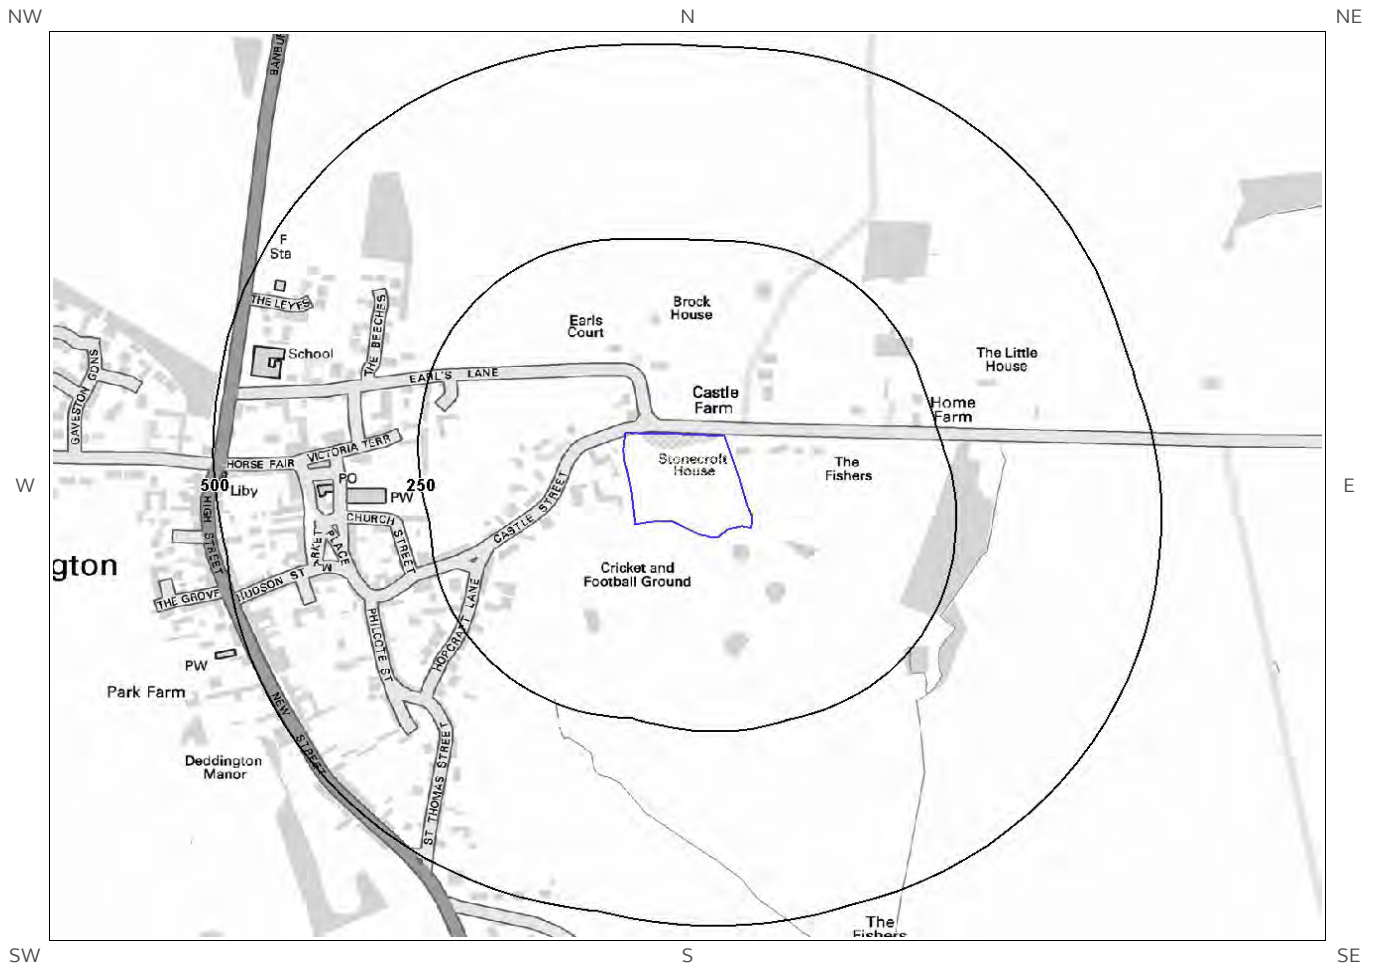 NW
N
NE
BANBU
F
Sta
THE LEYES
THE BEECHES
Brock
House
Earls
Court
School
The Little
House
GAVESTON GDNS
EARL'S LANE
Castle
Farm
Home
Farm
VICTORIA TERR
HORSE FAIR
Stonecroft
House
The
Fishers
W
500
Liby
PO
PW
250
E
HIGH STREET
CHURCH STREET
CASTLE STREET
MARKET PLACE
gton
Cricket and
Football Ground
THE GROVE
HUDSON ST
HOPCRAFT LANE
PHILCOTE ST
PW
Park Farm
NEW STREET
Deddington
Manor
ST THOMAS STREET
The
Fishers
SW
S
SE